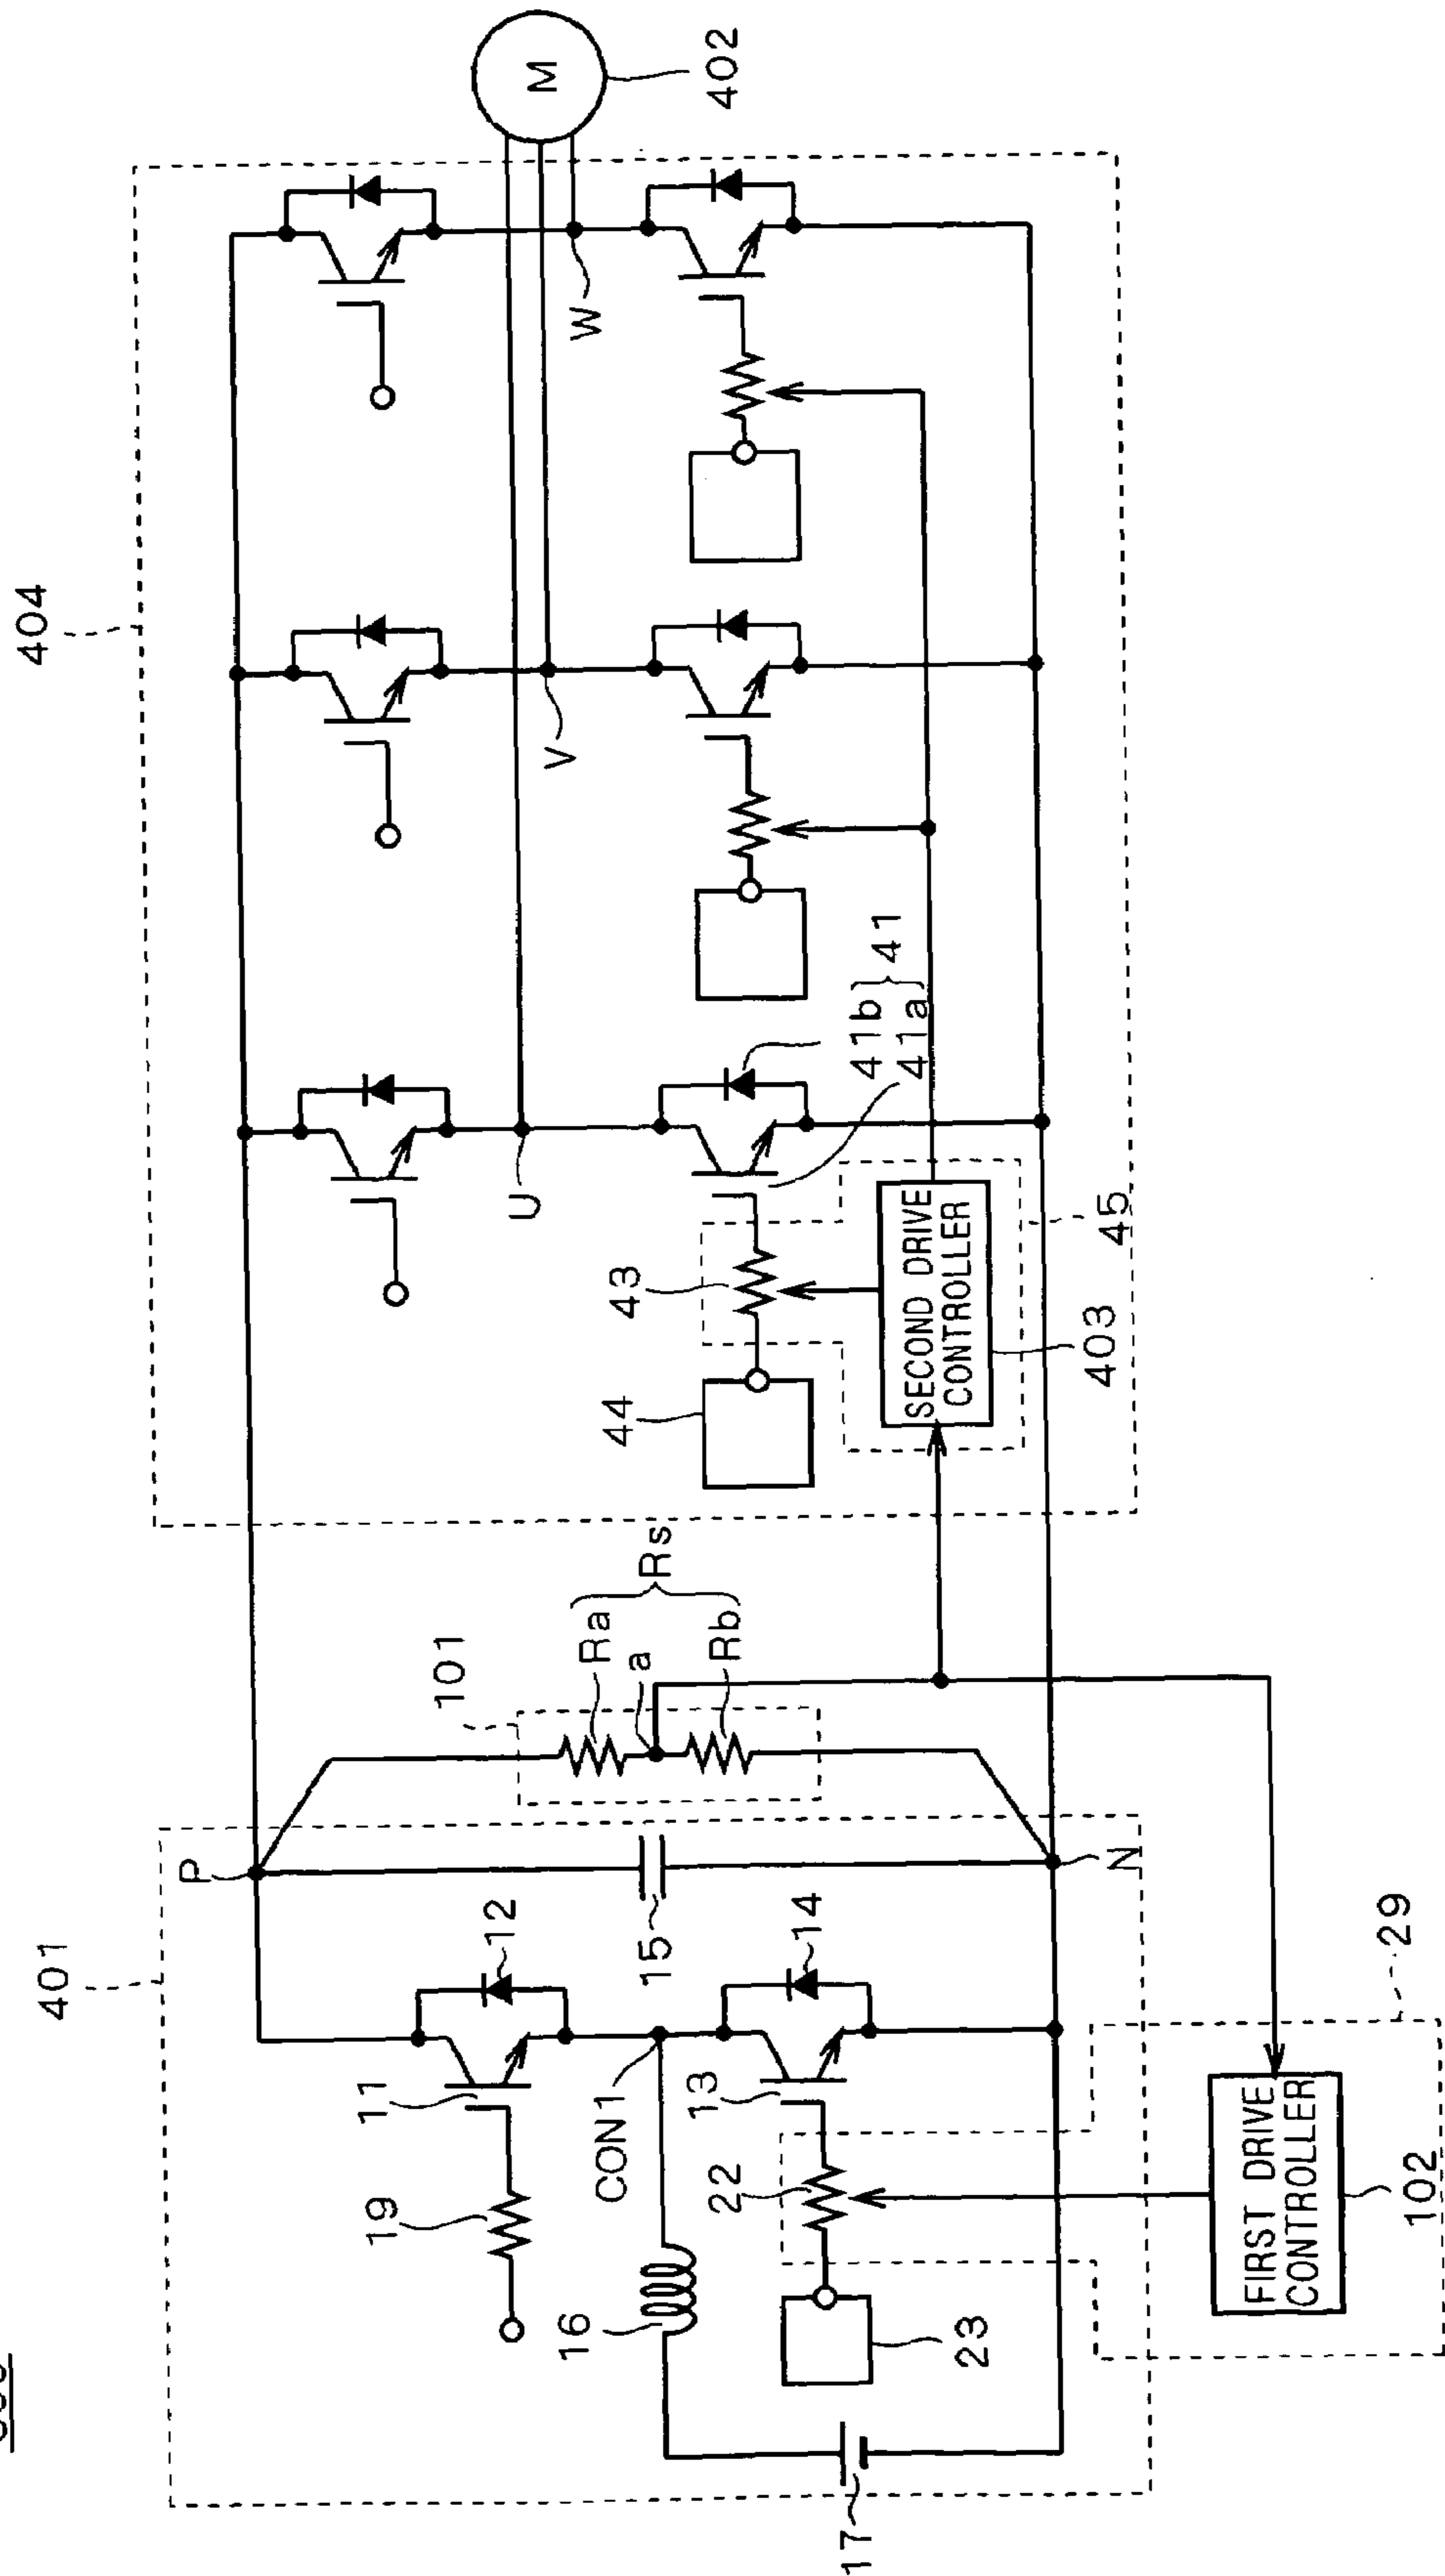 401
404
P
101
Ra
a
Rb
Rs
11
12
19
CON1
15
16
13
14
22
23
17
N
29
FIRST DRIVE
CONTROLLER
102
U
V
W
M
402
43
44
41b
41a
41
SECOND DRIVE
CONTROLLER
403
45